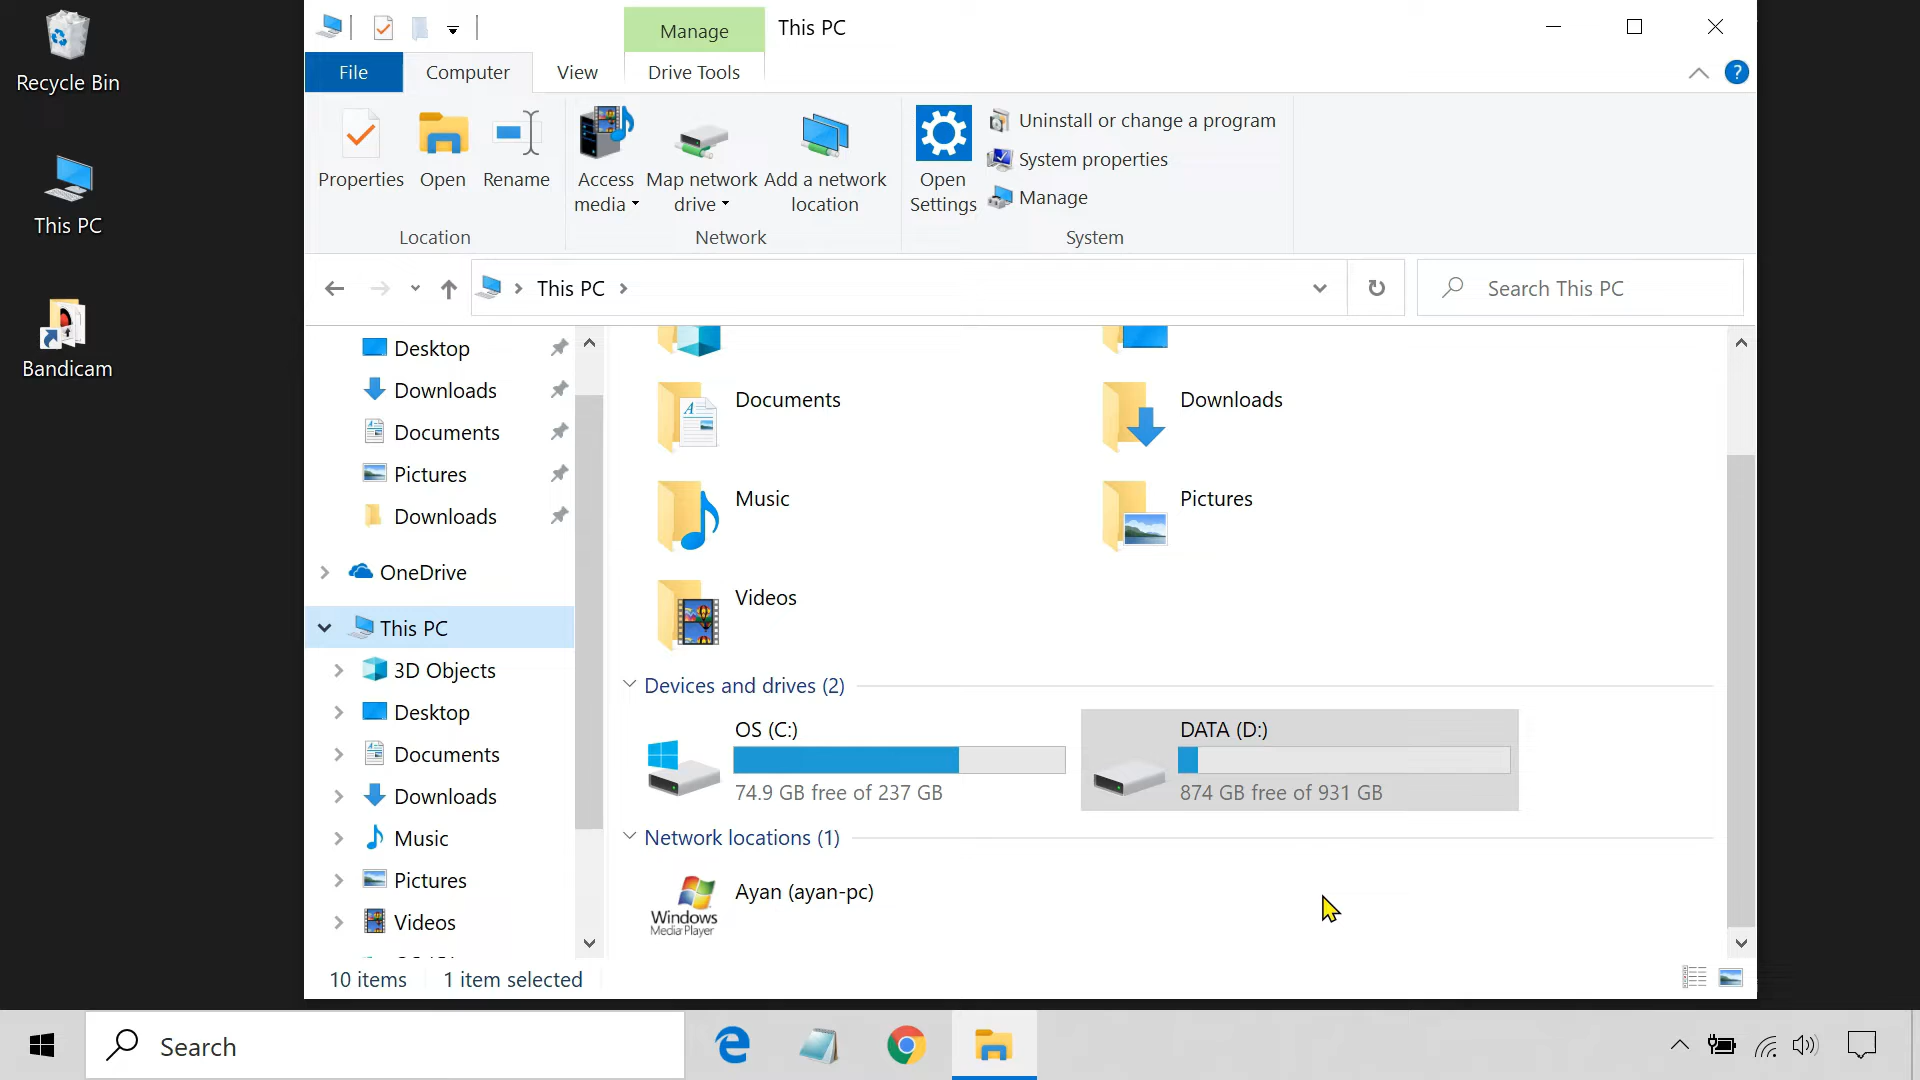 Recycle Bin
This PC
Bandicam
Manage
This PC
File
Computer
View
Drive Tools
?
Properties
Open
Rename
Access media
Map network drive
Add a network location
Open Settings
Uninstall or change a program
System properties
Manage
Location
Network
System
This PC
Search This PC
Desktop
Downloads
Documents
Pictures
Downloads
OneDrive
This PC
3D Objects
Desktop
Documents
Downloads
Music
Pictures
Videos
Documents
Downloads
Music
Pictures
Videos
Devices and drives (2)
OS (C:)
74.9 GB free of 237 GB
DATA (D:)
874 GB free of 931 GB
Network locations (1)
Windows
Media Player
Ayan (ayan-pc)
10 items
1 item selected
Search